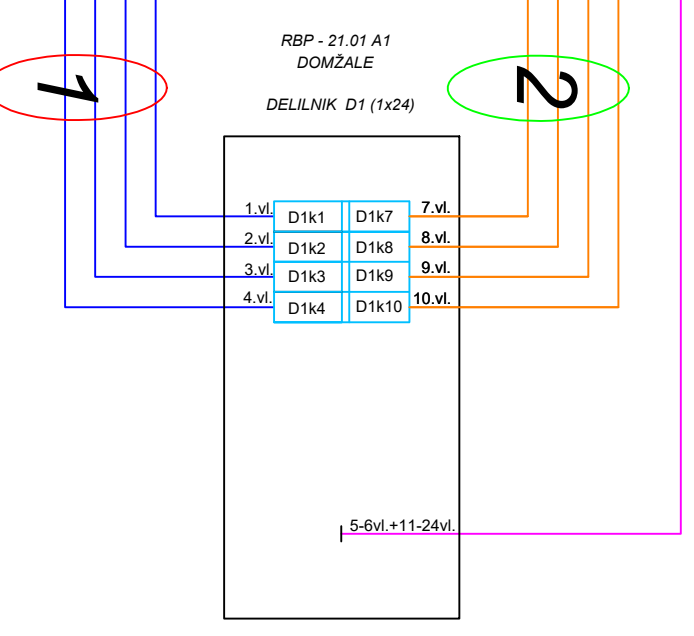 RBP - 21.01 A1
DOMŽALE
DELILNIK D1 (1x24)
1
2
1.vl. D1k1 D1k7 7.vl.
2.vl. D1k2 D1k8 8.vl.
3.vl. D1k3 D1k9 9.vl.
4.vl. D1k4 D1k10 10.vl.
5-6vl.+11-24vl.